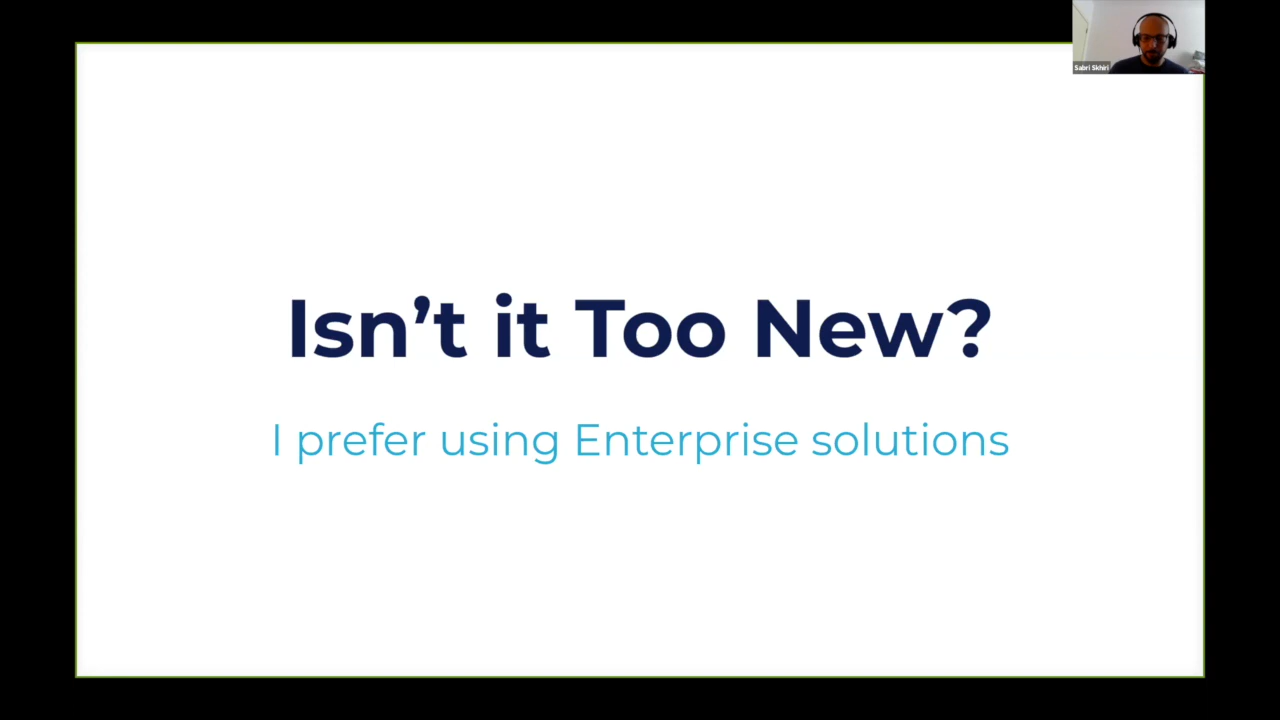 Sabri Skhiri
Isn’t it Too New?
I prefer using Enterprise solutions